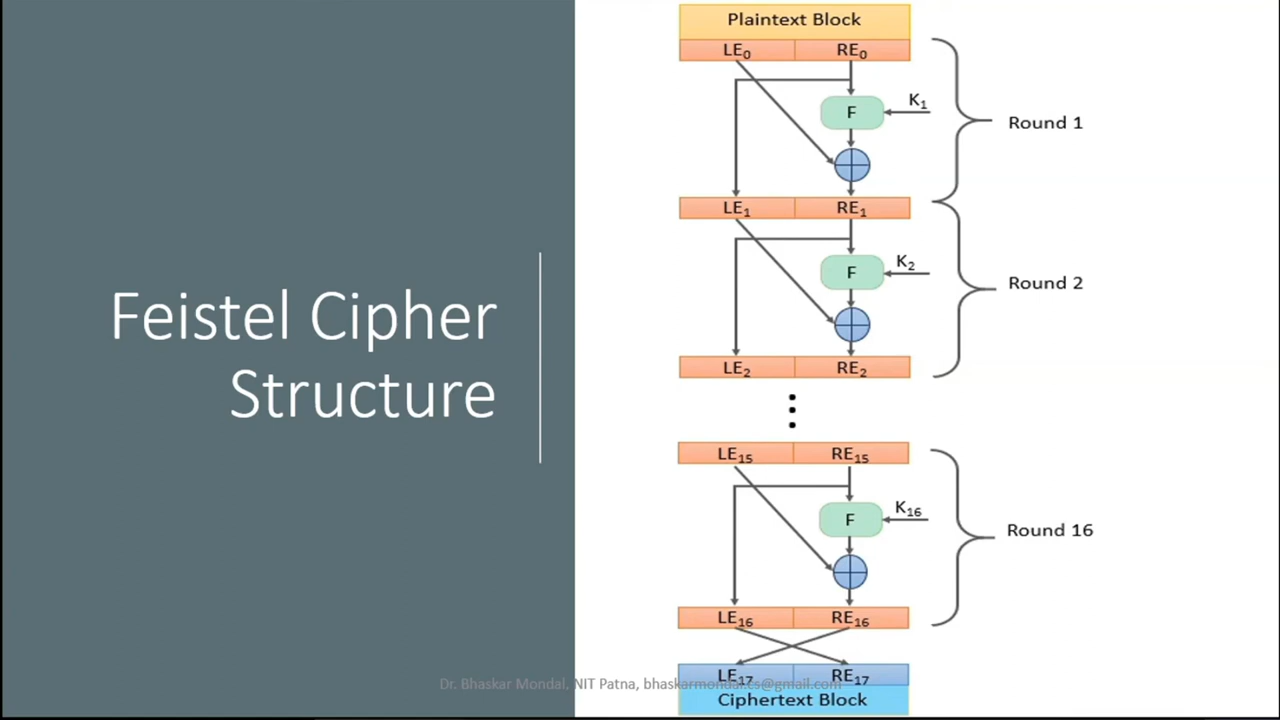 Feistel Cipher
Structure
Plaintext Block
LE₀ RE₀
K₁
F
Round 1
LE₁ RE₁
K₂
F
Round 2
LE₂ RE₂
LE₁₅ RE₁₅
K₁₆
F
Round 16
LE₁₆ RE₁₆
LE₁₇ RE₁₇
Dr. Bhaskar Mondal, NIT Patna, bhaskarmondal.cs@gmail.com
Ciphertext Block